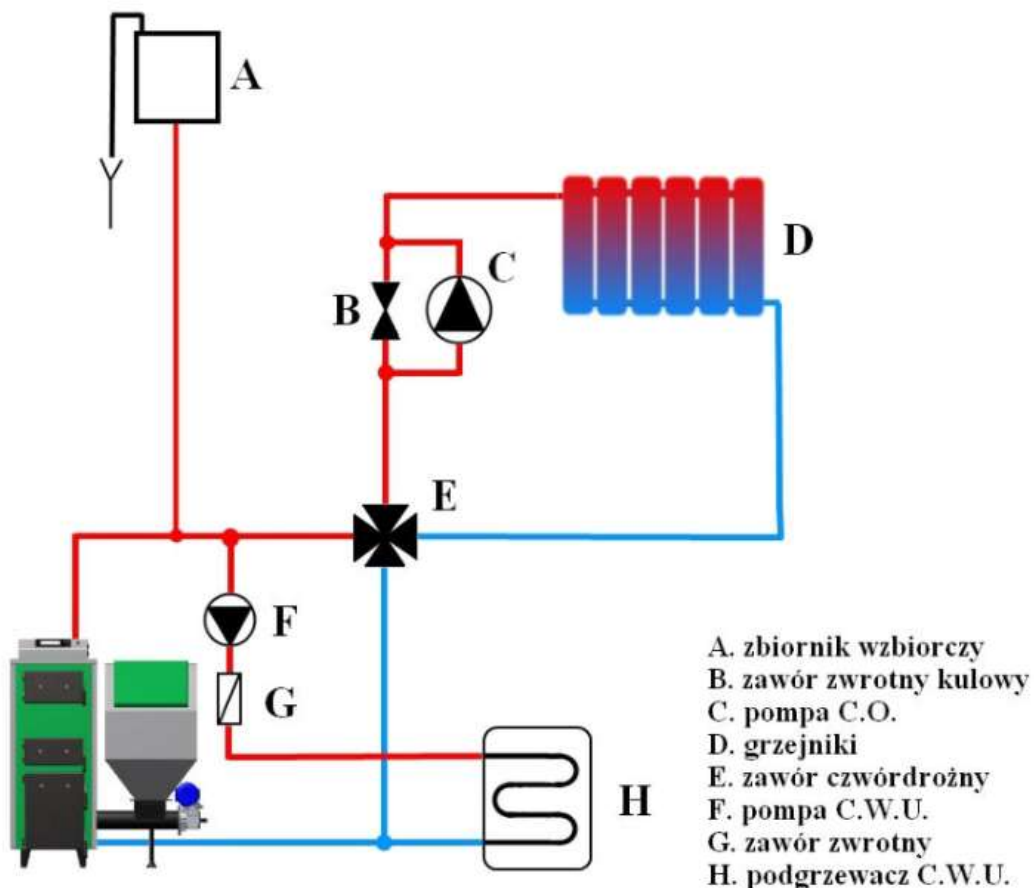 A
B
C
D
E
F
G
H
A. zbiornik wzbiorczy
B. zawór zwrotny kulowy
C. pompa C.O.
D. grzejniki
E. zawór czwórdrożny
F. pompa C.W.U.
G. zawór zwrotny
H. podgrzewacz C.W.U.